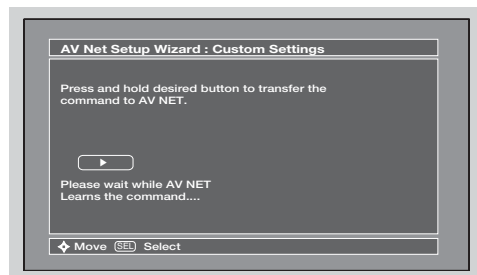 AV Net Setup Wizard : Custom Settings
Press and hold desired button to transfer the
command to AV NET.
Please wait while AV NET
Learns the command....
Move SEL Select